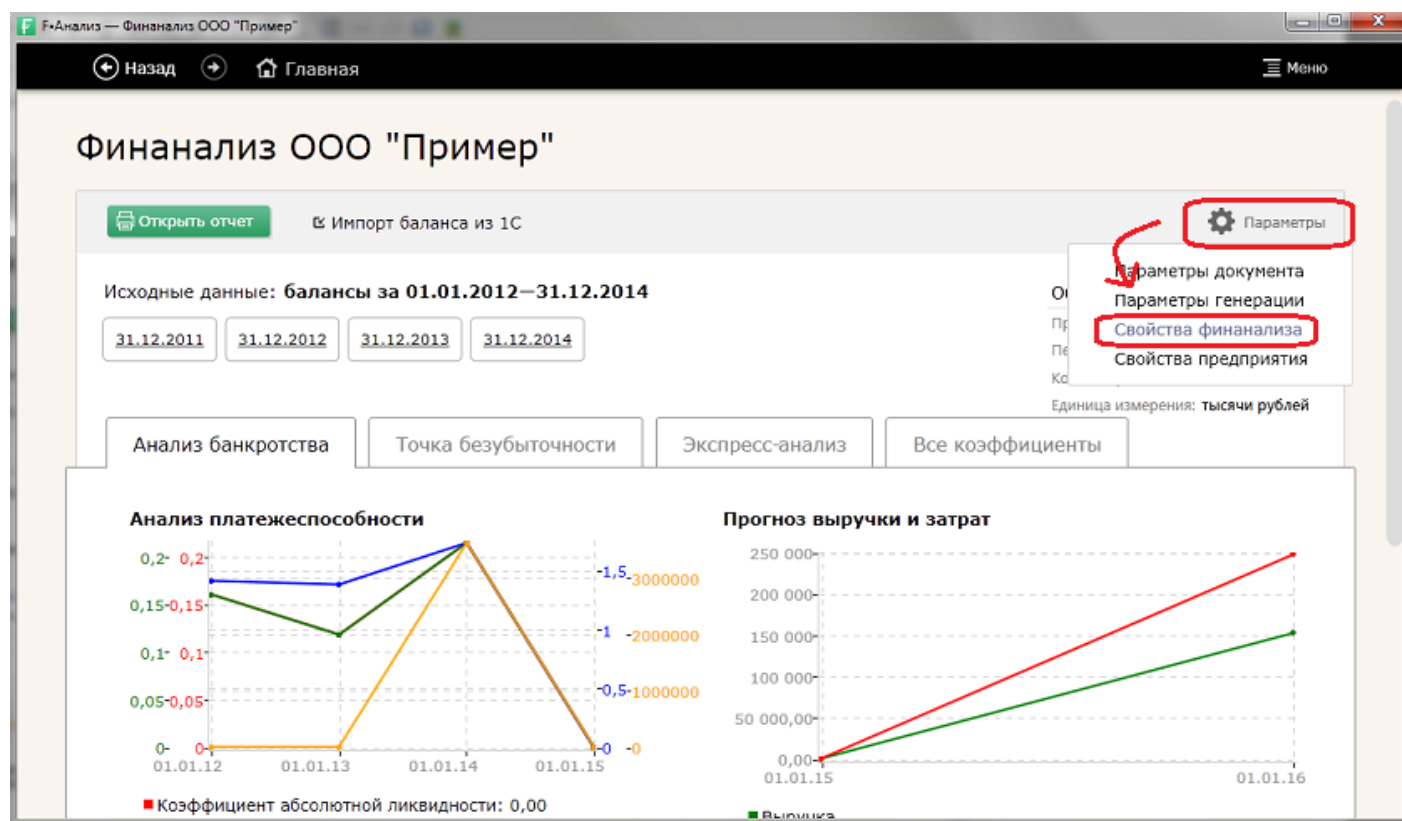 F•Анализ — Финанализ ООО "Пример"
Назад Главная Меню
Финанализ ООО "Пример"
Открыть отчет Импорт баланса из 1С Параметры
Параметры документа
Параметры генерации
Свойства финанализа
Свойства предприятия
Исходные данные: балансы за 01.01.2012—31.12.2014
31.12.2011 31.12.2012 31.12.2013 31.12.2014
Единица измерения: тысячи рублей
Анализ банкротства Точка безубыточности Экспресс-анализ Все коэффициенты
Анализ платежеспособности
0,2 0,2
0,15 0,15
0,1 0,1
0,05 0,05
0 0
1,5 3000000
1 2000000
0,5 1000000
0 0
01.01.12 01.01.13 01.01.14 01.01.15
Коэффициент абсолютной ликвидности: 0,00
Прогноз выручки и затрат
250 000
200 000
150 000
100 000
50 000,00
0,00
01.01.15 01.01.16
Выручка